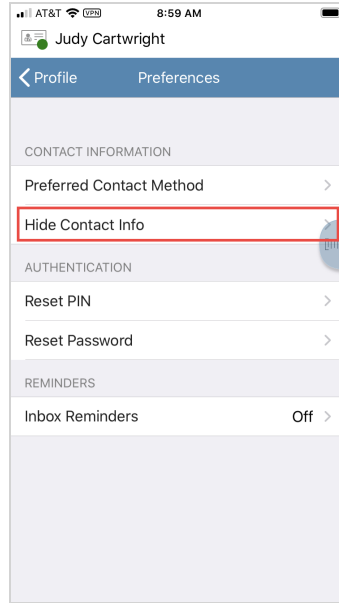 AT&T VPN 8:59 AM
Judy Cartwright
Profile Preferences
CONTACT INFORMATION
Preferred Contact Method
Hide Contact Info
AUTHENTICATION
Reset PIN
Reset Password
REMINDERS
Inbox Reminders Off